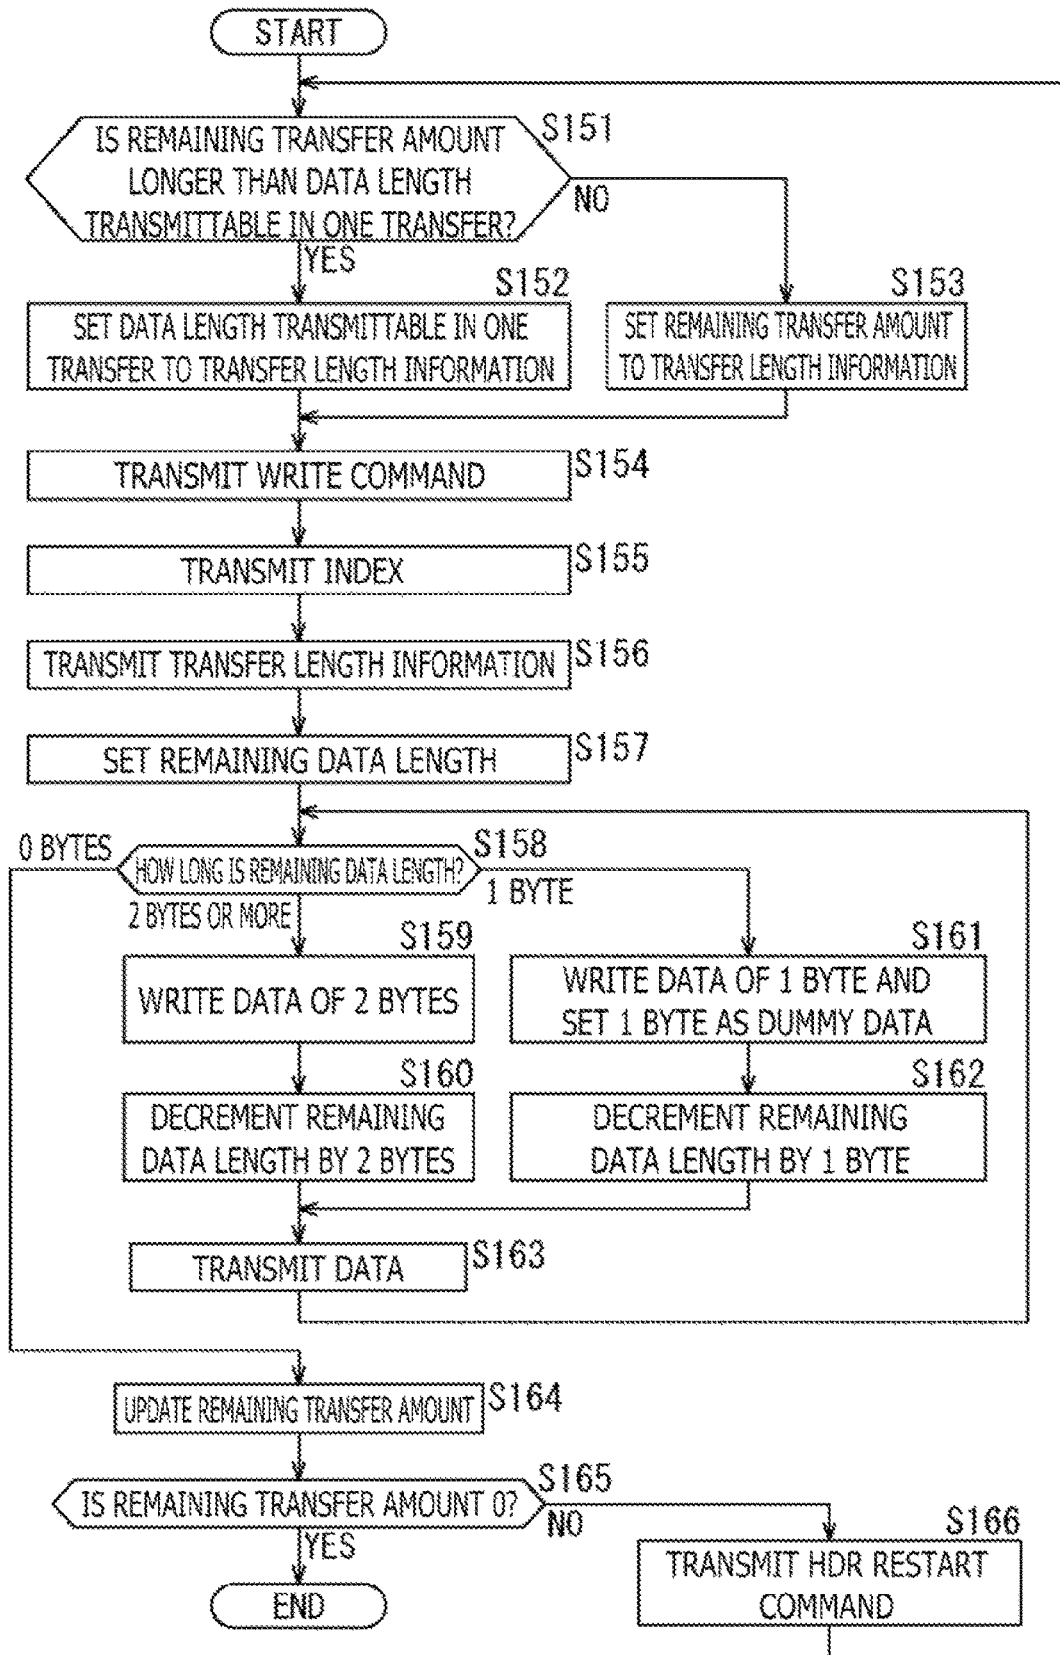 START
IS REMAINING TRANSFER AMOUNT
LONGER THAN DATA LENGTH
TRANSMITTABLE IN ONE TRANSFER?
S151
NO
YES
S152
SET DATA LENGTH TRANSMITTABLE IN ONE
TRANSFER TO TRANSFER LENGTH INFORMATION
S153
SET REMAINING TRANSFER AMOUNT
TO TRANSFER LENGTH INFORMATION
TRANSMIT WRITE COMMAND
S154
TRANSMIT INDEX
S155
TRANSMIT TRANSFER LENGTH INFORMATION
S156
SET REMAINING DATA LENGTH
S157
0 BYTES
HOW LONG IS REMAINING DATA LENGTH?
S158
1 BYTE
2 BYTES OR MORE
S159
WRITE DATA OF 2 BYTES
S161
WRITE DATA OF 1 BYTE AND
SET 1 BYTE AS DUMMY DATA
S160
DECREMENT REMAINING
DATA LENGTH BY 2 BYTES
S162
DECREMENT REMAINING
DATA LENGTH BY 1 BYTE
TRANSMIT DATA
S163
UPDATE REMAINING TRANSFER AMOUNT
S164
IS REMAINING TRANSFER AMOUNT 0?
S165
NO
YES
S166
TRANSMIT HDR RESTART
COMMAND
END